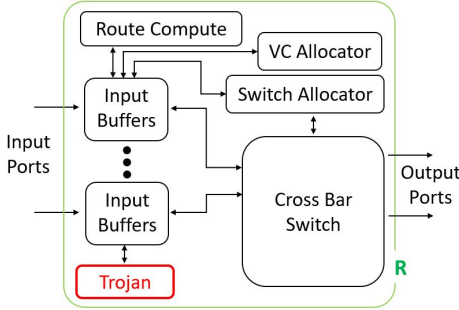 Route Compute
VC Allocator
Switch Allocator
Input
Buffers
Input
Ports
Input
Buffers
Cross Bar
Switch
Output
Ports
Trojan
R